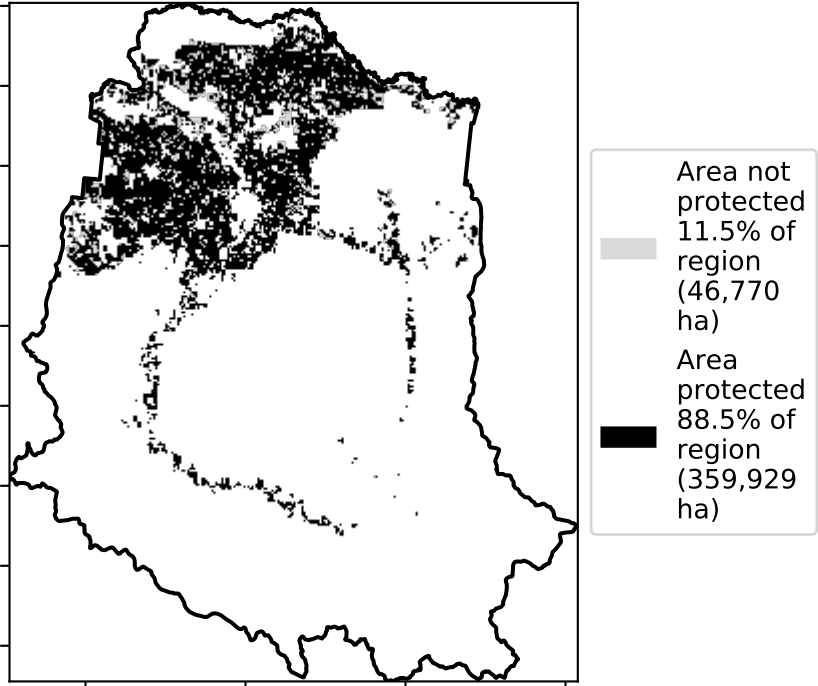 Area not
protected
11.5% of
region
(46,770
ha)
Area
protected
88.5% of
region
(359,929
ha)